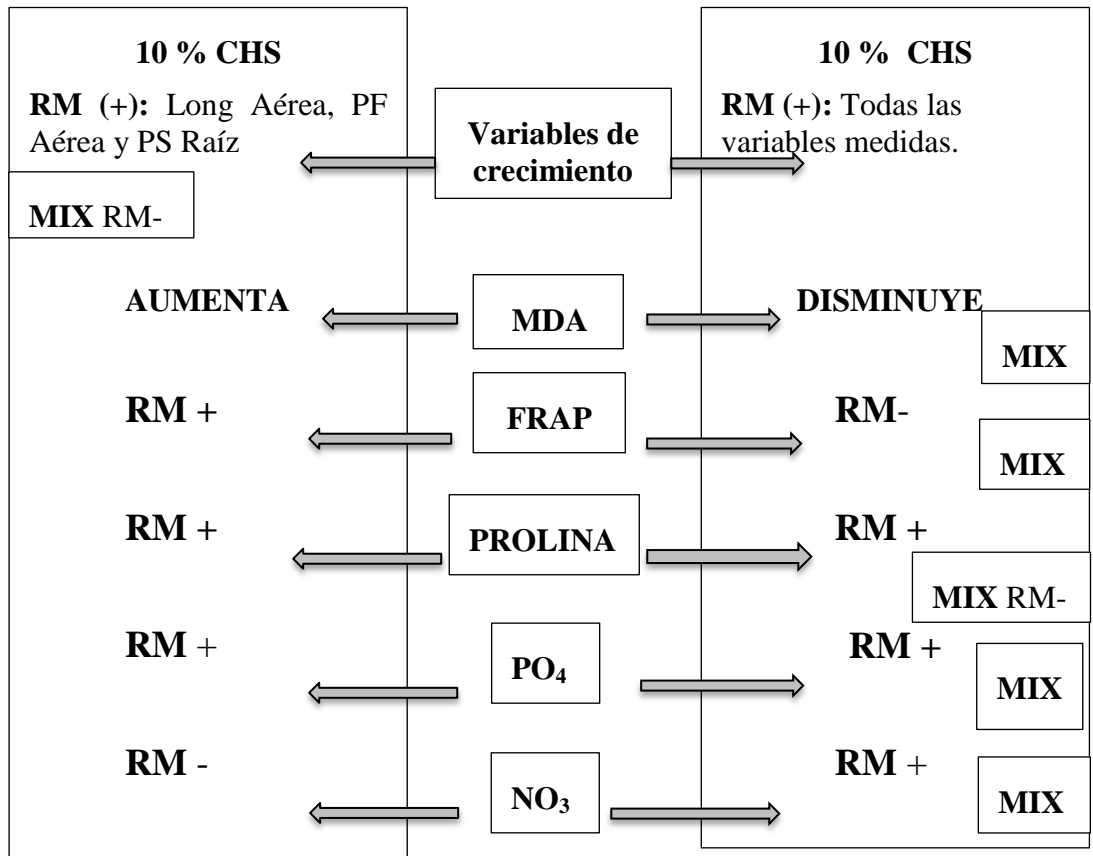 10 % CHS
RM (+): Long Aérea, PF
Aérea y PS Raíz
MIX RM-
AUMENTA
RM +
RM +
RM +
RM -
Variables de
crecimiento
MDA
FRAP
PROLINA
PO₄
NO₃
10 % CHS
RM (+): Todas las
variables medidas.
DISMINUYE
MIX
RM-
MIX
RM +
MIX RM-
RM +
MIX
RM +
MIX